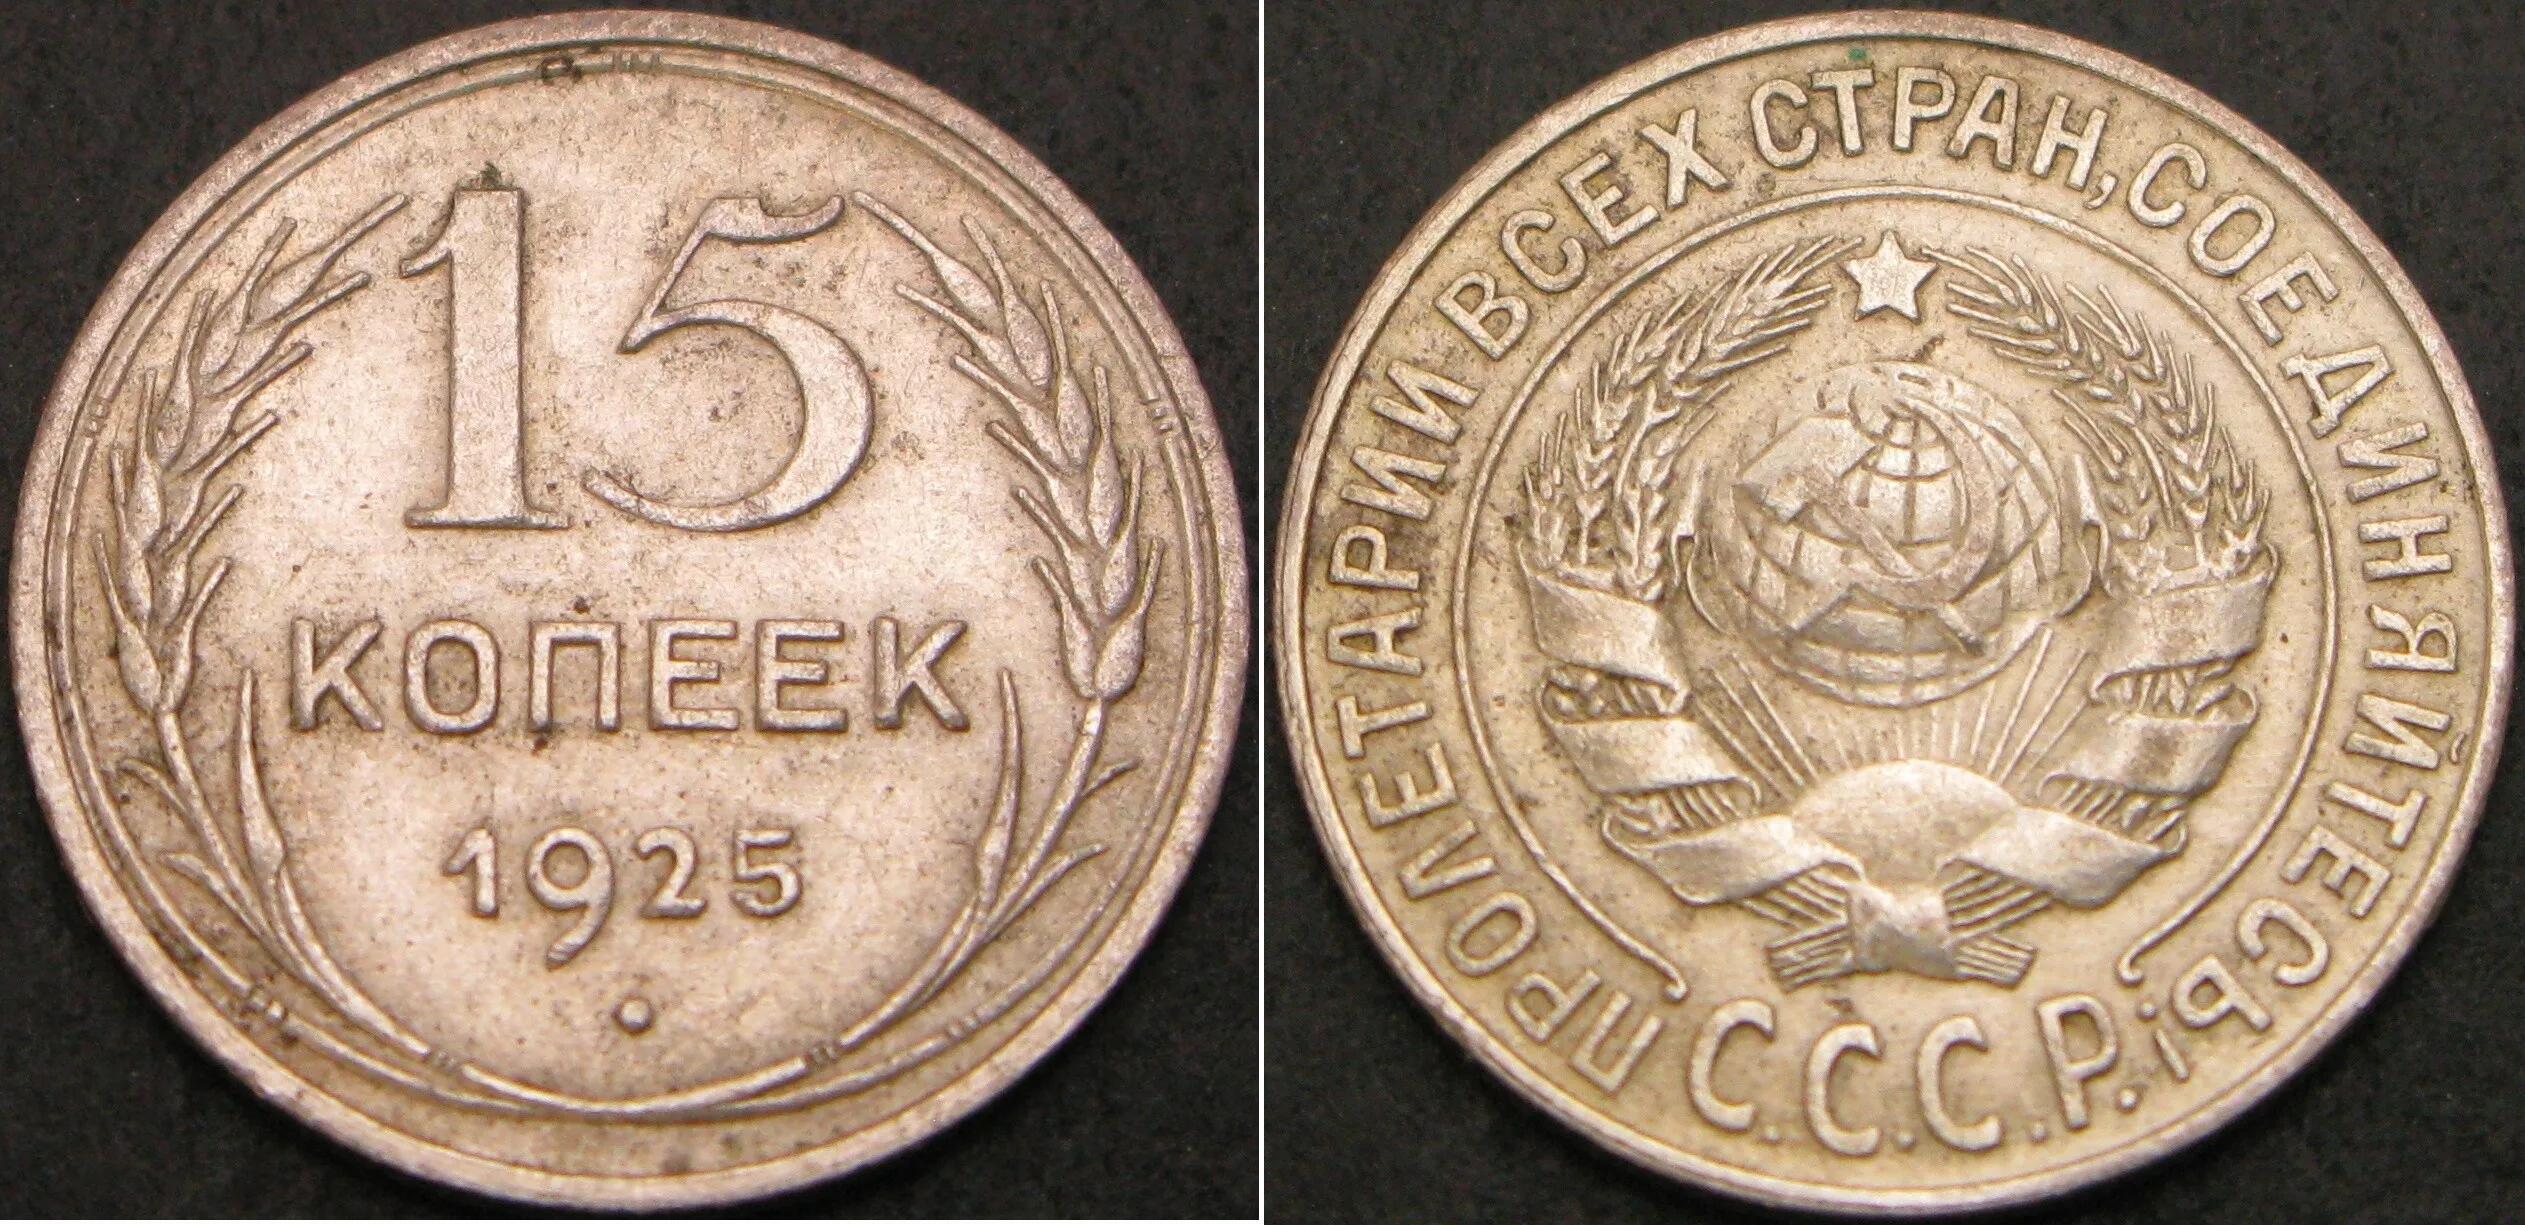 15
КОПЕЕК
1925
ПРОЛЕТАРИИ ВСЕХ СТРАН, СОЕДИНЯЙТЕСЬ!
С.С.С.Р.